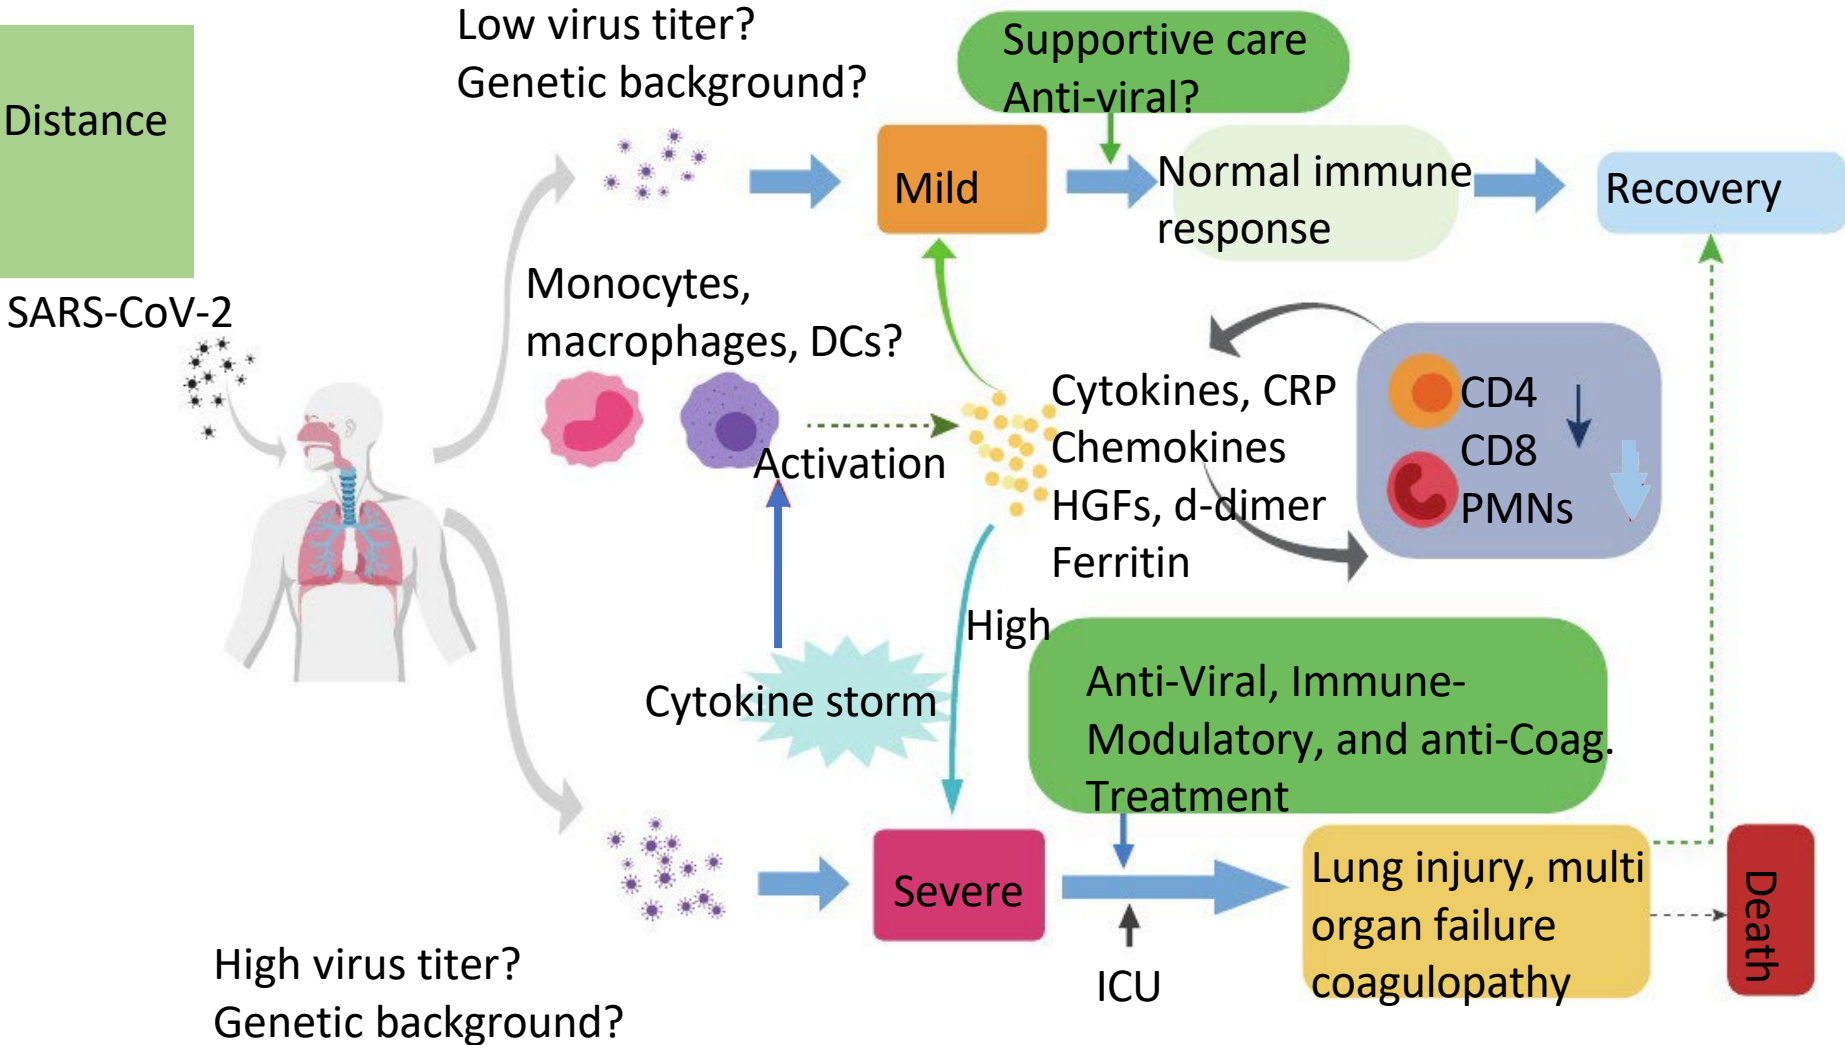 Low virus titer?
Genetic background?
Supportive care
Anti-viral?
Distance
Mild
Normal immune
response
Recovery
SARS-CoV-2
Monocytes,
macrophages, DCs?
Activation
Cytokines, CRP
Chemokines
HGFs, d-dimer
Ferritin
CD4
CD8
PMNs
High
Cytokine storm
Anti-Viral, Immune-
Modulatory, and anti-Coag.
Treatment
Severe
ICU
Lung injury, multi
organ failure
coagulopathy
Death
High virus titer?
Genetic background?